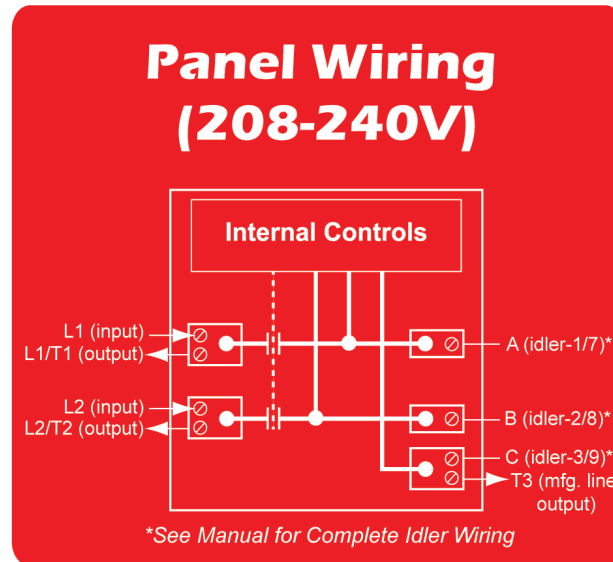 Panel Wiring
(208-240V)
Internal Controls
L1 (input)
L1/T1 (output)
L2 (input)
L2/T2 (output)
A (idler-1/7)*
B (idler-2/8)*
C (idler-3/9)*
T3 (mfg. line
output)
*See Manual for Complete Idler Wiring